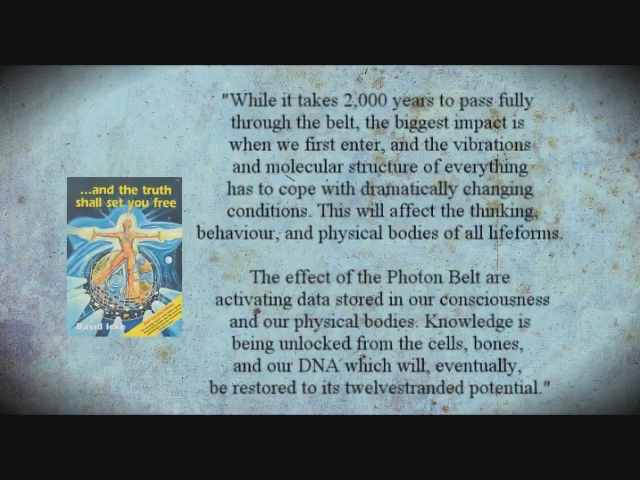 "While it takes 2,000 years to pass fully
through the belt, the biggest impact is
when we first enter, and the vibrations
and molecular structure of everything
has to cope with dramatically changing
conditions. This will affect the thinking,
behaviour, and physical bodies of all lifeforms.
The effect of the Photon Belt are
activating data stored in our consciousness
and our physical bodies. Knowledge is
being unlocked from the cells, bones,
and our DNA which will, eventually,
be restored to its twelvestranded potential."
...and the truth
shall set you free
David Icke